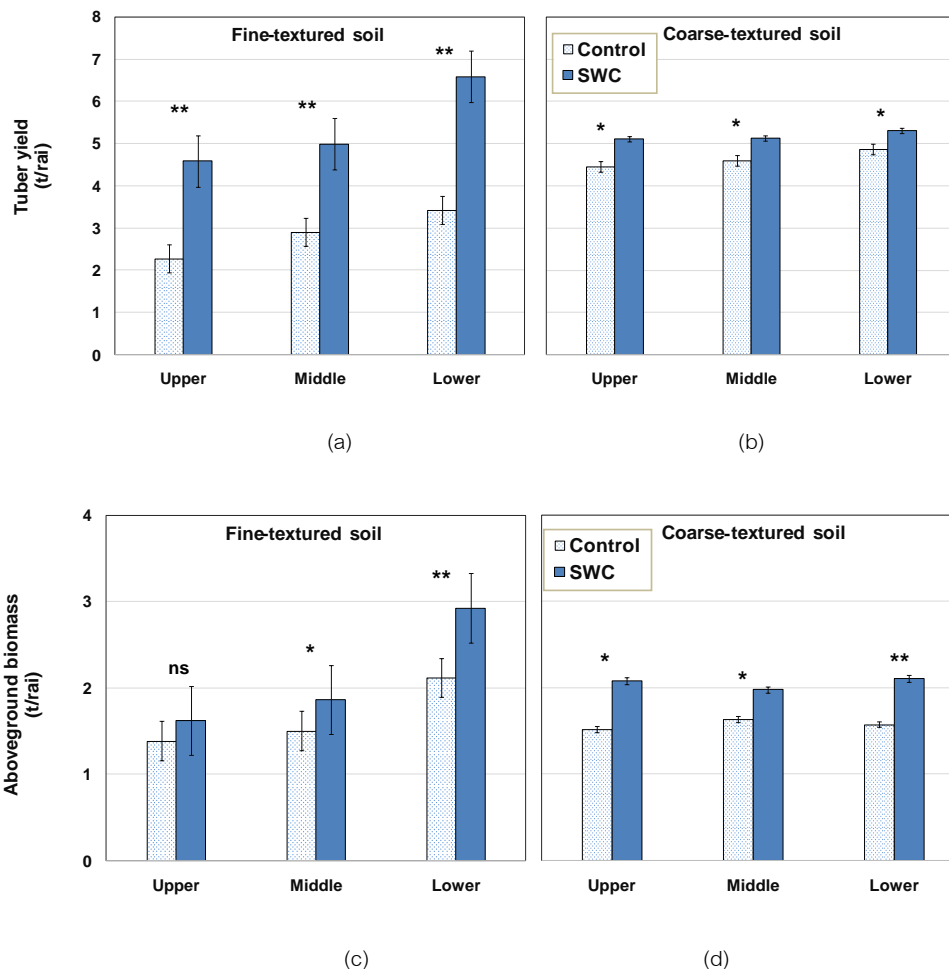 Fine-textured soil
Coarse-textured soil
Control
SWC
Tuber yield
(t/rai)
8
7
6
5
4
3
2
1
0
**
**
**
*
*
*
Upper
Middle
Lower
Upper
Middle
Lower
(a)
(b)
Fine-textured soil
Coarse-textured soil
Control
SWC
Aboveground biomass
(t/rai)
4
3
2
1
0
ns
*
**
*
*
**
Upper
Middle
Lower
Upper
Middle
Lower
(c)
(d)